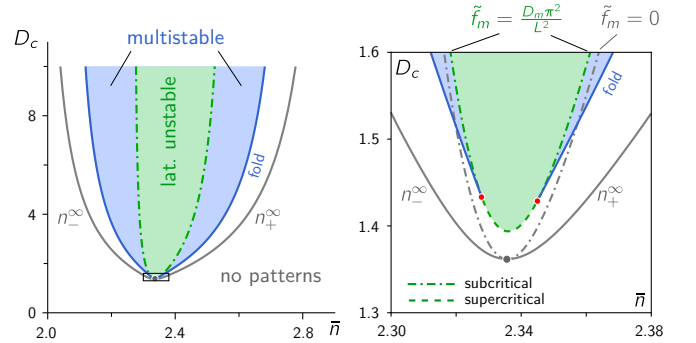 D_c
multistable
10
8
4
0
2.0
2.4
2.8
n̄
lat. unstable
fold
n_-^∞
n_+^∞
no patterns
f̃_m = D_m π² / L²
f̃_m = 0
1.6
D_c
1.5
1.4
1.3
fold
n_-^∞
n_+^∞
subcritical
supercritical
n̄
2.30
2.34
2.38